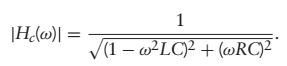 |H_c(ω)| = 1 / √((1 − ω²LC)² + (ωRC)²).